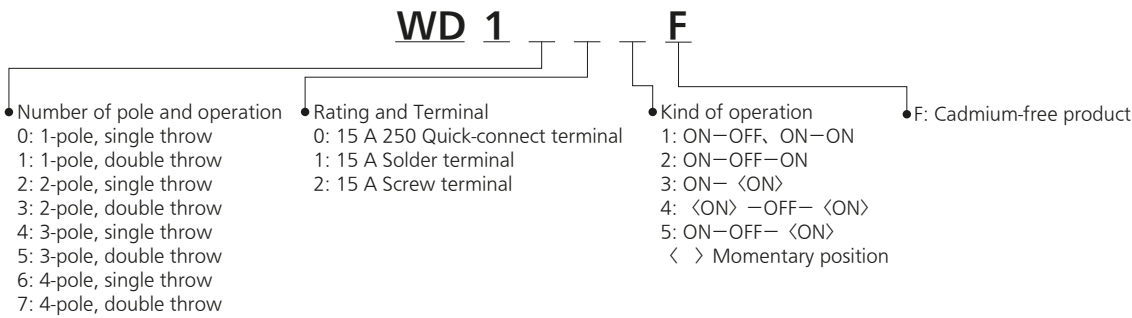 WD 1 _ _ _ F
Number of pole and operation
0: 1-pole, single throw
1: 1-pole, double throw
2: 2-pole, single throw
3: 2-pole, double throw
4: 3-pole, single throw
5: 3-pole, double throw
6: 4-pole, single throw
7: 4-pole, double throw
Rating and Terminal
0: 15 A 250 Quick-connect terminal
1: 15 A Solder terminal
2: 15 A Screw terminal
Kind of operation
1: ON－OFF、ON－ON
2: ON－OFF－ON
3: ON－〈ON〉
4: 〈ON〉－OFF－〈ON〉
5: ON－OFF－〈ON〉
〈　〉Momentary position
F: Cadmium-free product